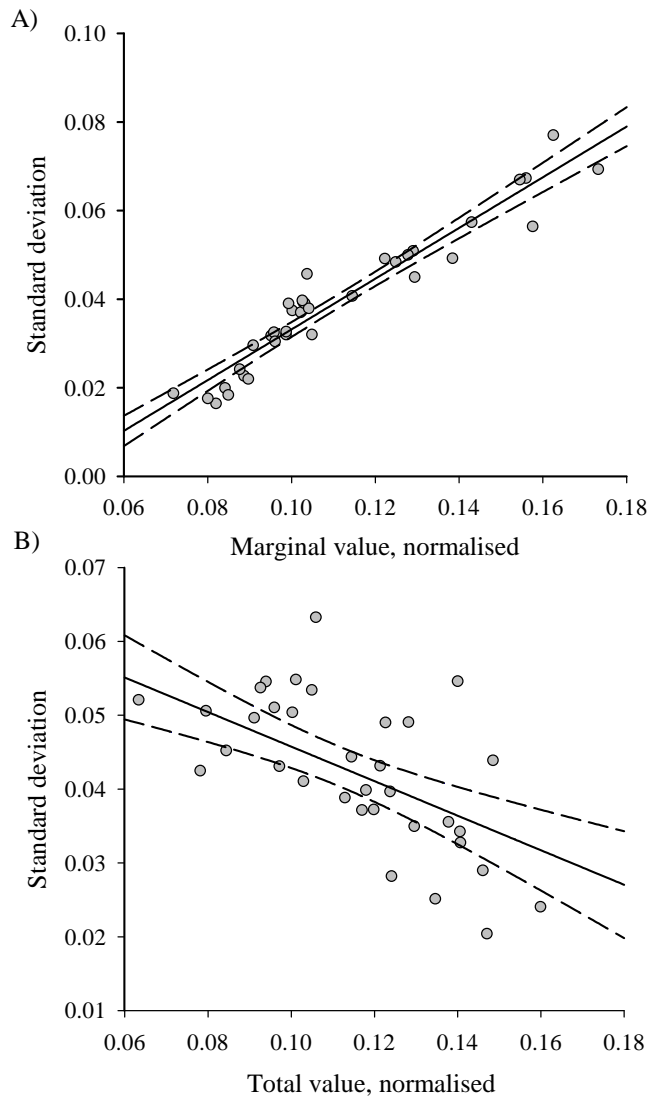 A)
0.10
0.08
0.06
0.04
0.02
0.00
Standard deviation
0.06 0.08 0.10 0.12 0.14 0.16 0.18
Marginal value, normalised
B)
0.07
0.06
0.05
0.04
0.03
0.02
0.01
Standard deviation
0.06 0.08 0.10 0.12 0.14 0.16 0.18
Total value, normalised